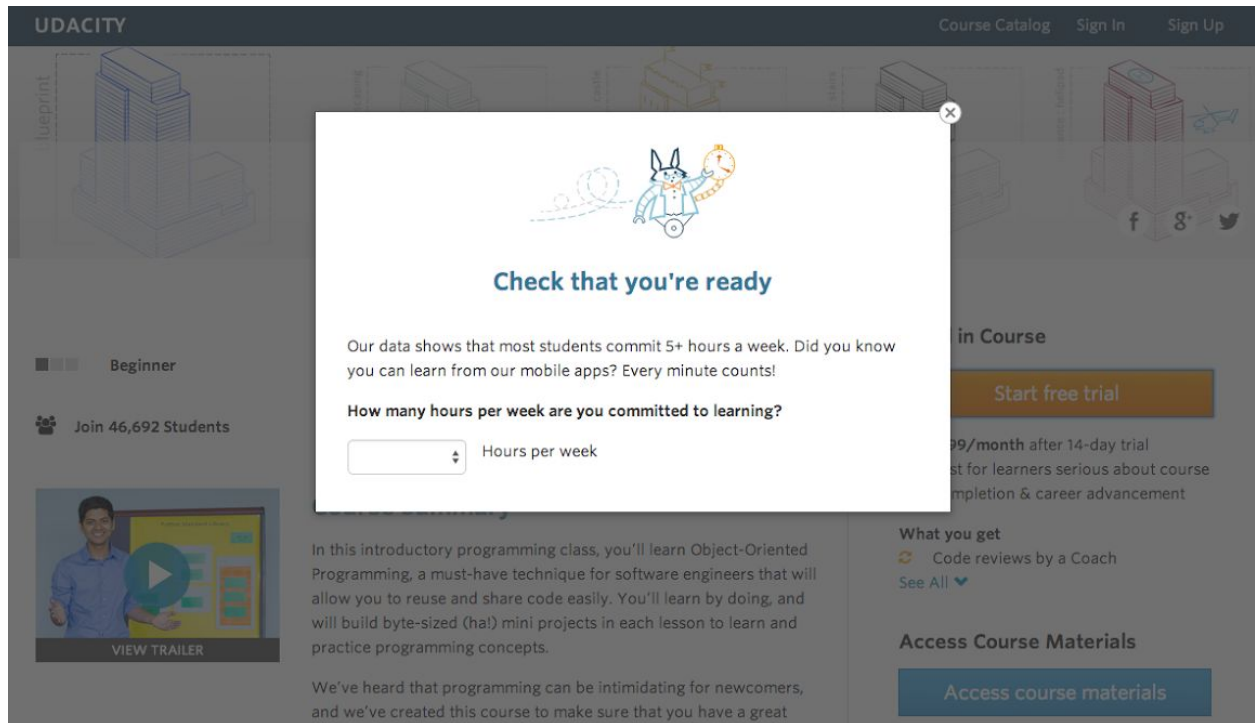 UDACITY
Course Catalog
Sign In
Sign Up
blueprint
Check that you're ready
Our data shows that most students commit 5+ hours a week. Did you know
you can learn from our mobile apps? Every minute counts!
How many hours per week are you committed to learning?
Hours per week
Beginner
Join 46,692 Students
VIEW TRAILER
Course Summary
In this introductory programming class, you'll learn Object-Oriented
Programming, a must-have technique for software engineers that will
allow you to reuse and share code easily. You'll learn by doing, and
will build byte-sized (ha!) mini projects in each lesson to learn and
practice programming concepts.
We've heard that programming can be intimidating for newcomers,
and we've created this course to make sure that you have a great
in Course
Start free trial
99/month after 14-day trial
for learners serious about course
& career advancement
What you get
Code reviews by a Coach
See All
Access Course Materials
Access course materials